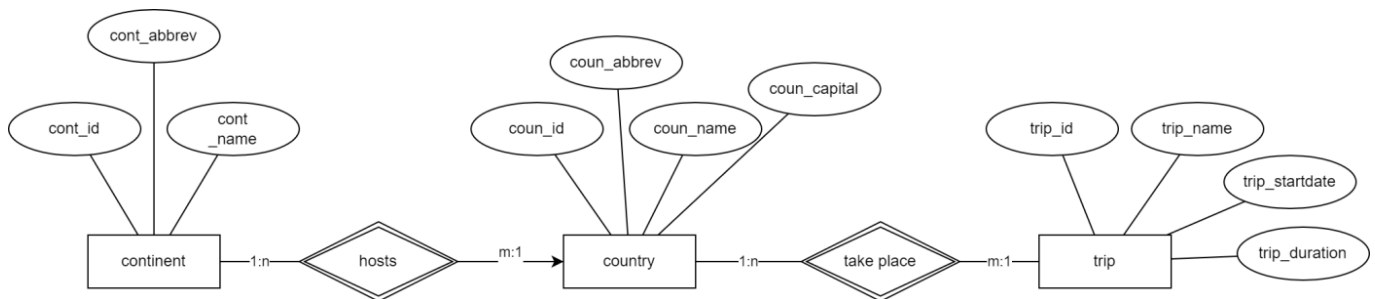 cont_abbrev
cont_id
cont
_name
continent
1:n
hosts
m:1
coun_abbrev
coun_capital
coun_id
coun_name
country
1:n
take place
m:1
trip_id
trip_name
trip_startdate
trip_duration
trip